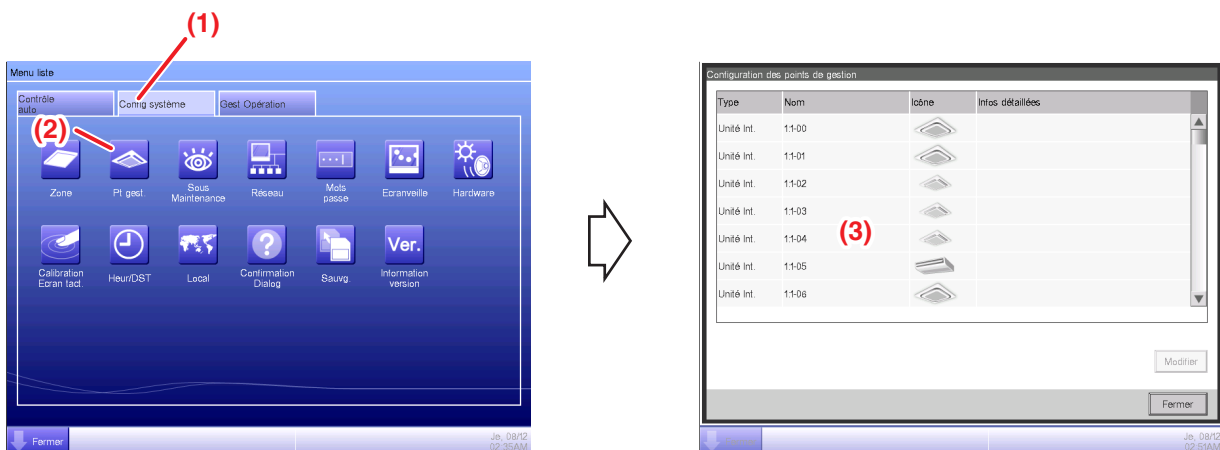 (1)
Menu liste
Contrôle
auto
Config système
Gest Opération
(2)
Zone
Pt gest.
Sous
Maintenance
Réseau
Mots
passe
Ecranveille
Hardware
Ver.
Calibration
Ecran tact.
Heur/DST
Local
Confirmation
Dialog
Sauvg.
Information
version
Fermer
Je, 08/12
02:35AM
Configuration des points de gestion
Type Nom Icône Infos détaillées
Unité Int. 1:1-00
Unité Int. 1:1-01
Unité Int. 1:1-02
Unité Int. 1:1-03
(3)
Unité Int. 1:1-04
Unité Int. 1:1-05
Unité Int. 1:1-06
Modifier
Fermer
Fermer
Je, 08/12
02:51AM